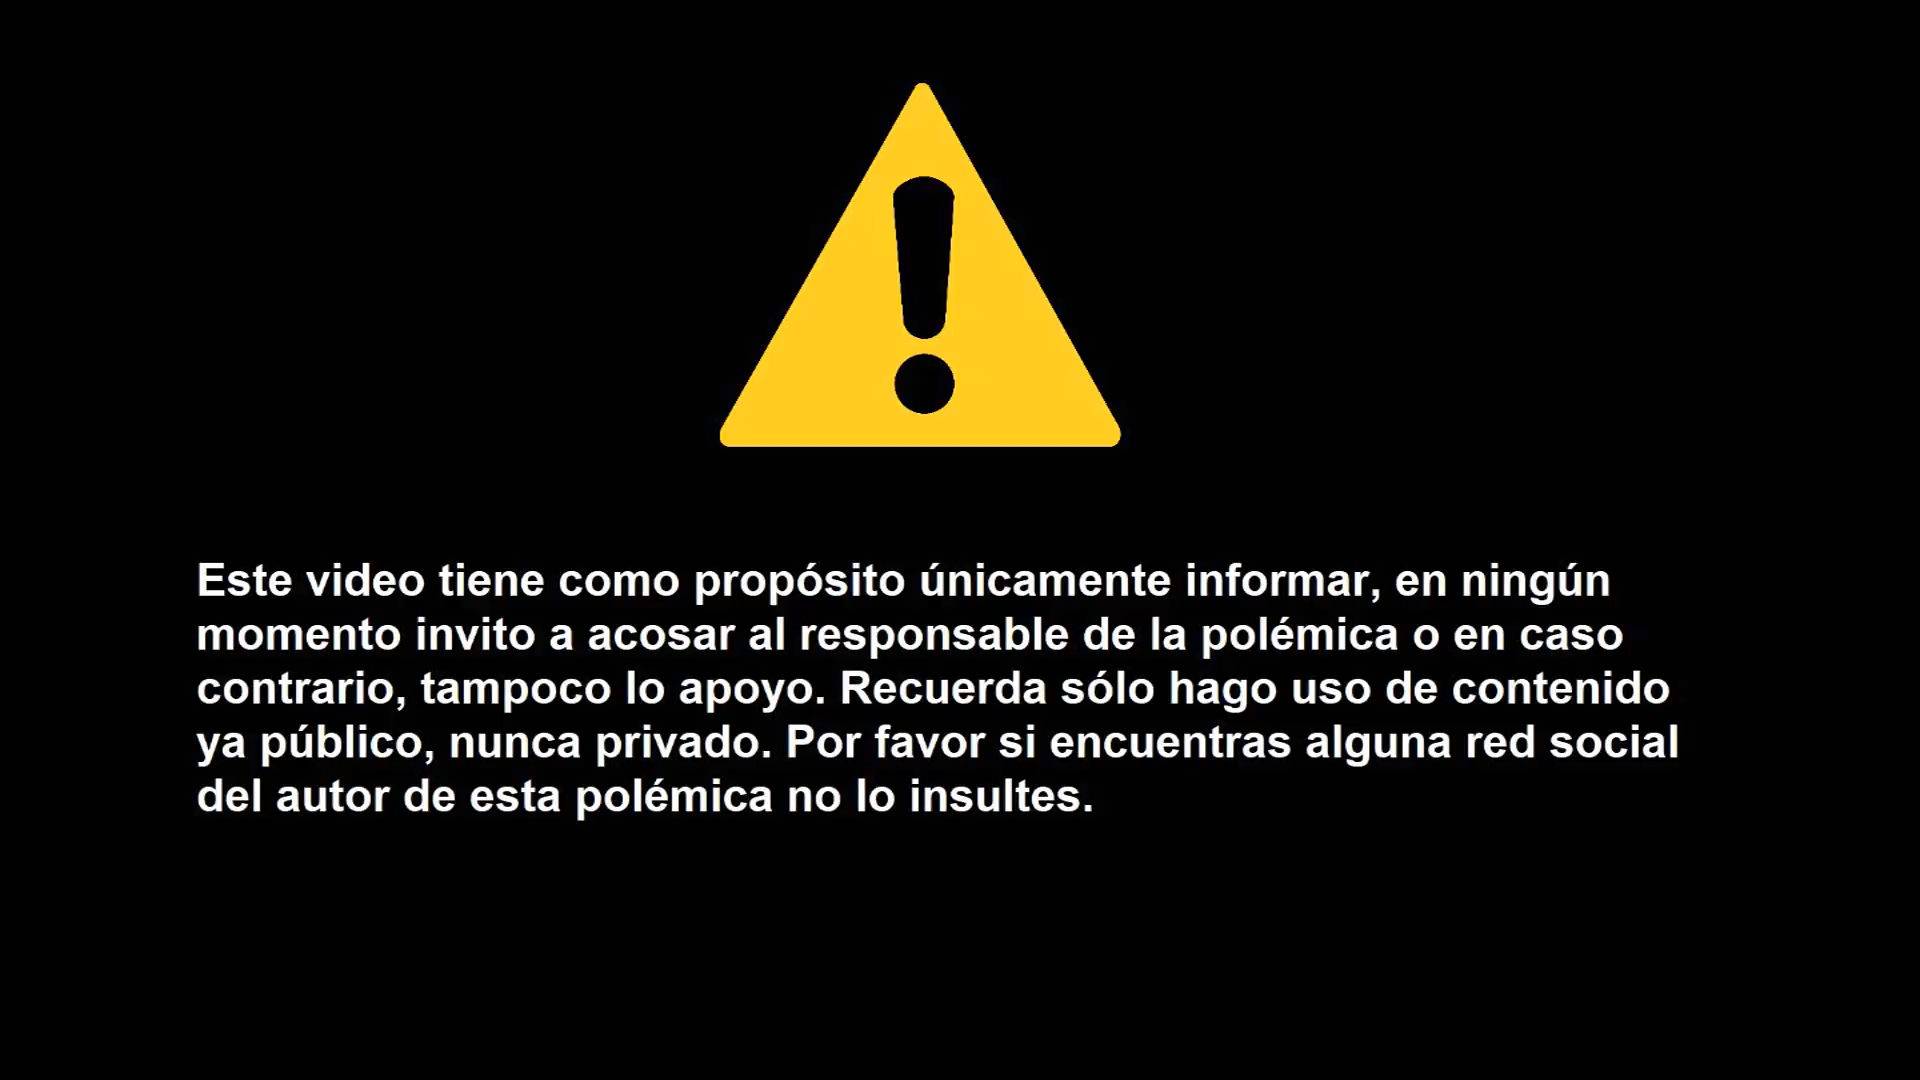 Este video tiene como propósito únicamente informar, en ningún
momento invito a acosar al responsable de la polémica o en caso
contrario, tampoco lo apoyo. Recuerda sólo hago uso de contenido
ya público, nunca privado. Por favor si encuentras alguna red social
del autor de esta polémica no lo insultes.